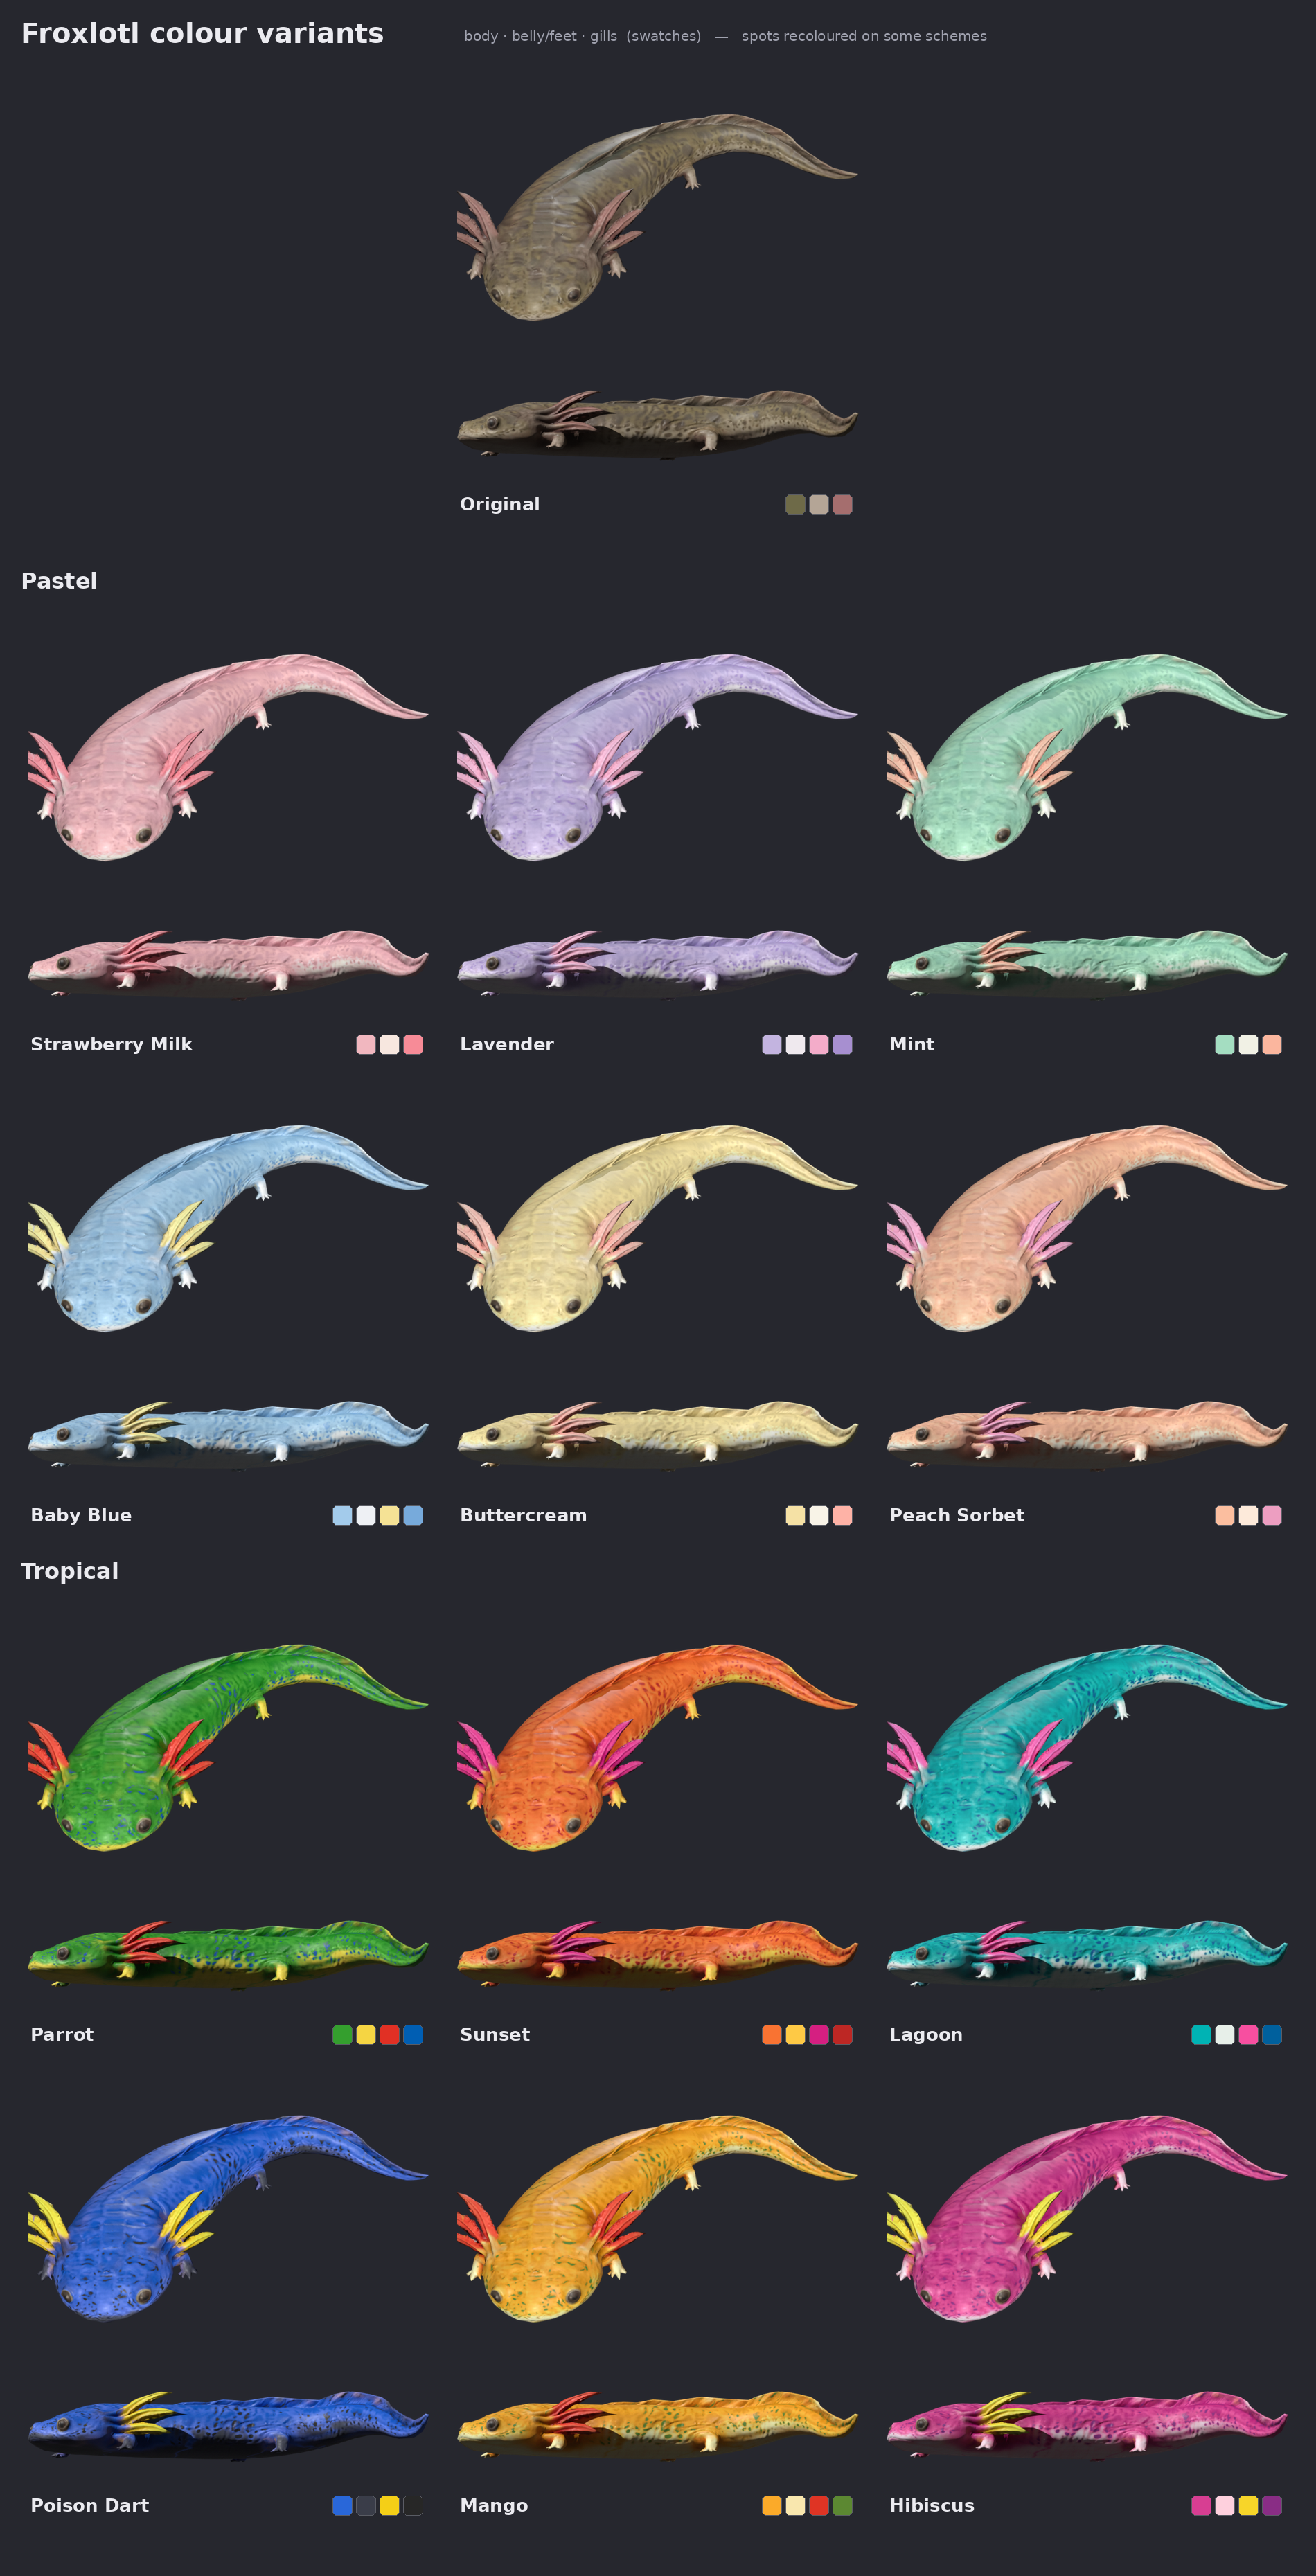 Froxlotl colour variants
body · belly/feet · gills (swatches) — spots recoloured on some schemes
Original
Pastel
Strawberry Milk
Lavender
Mint
Baby Blue
Buttercream
Peach Sorbet
Tropical
Parrot
Sunset
Lagoon
Poison Dart
Mango
Hibiscus